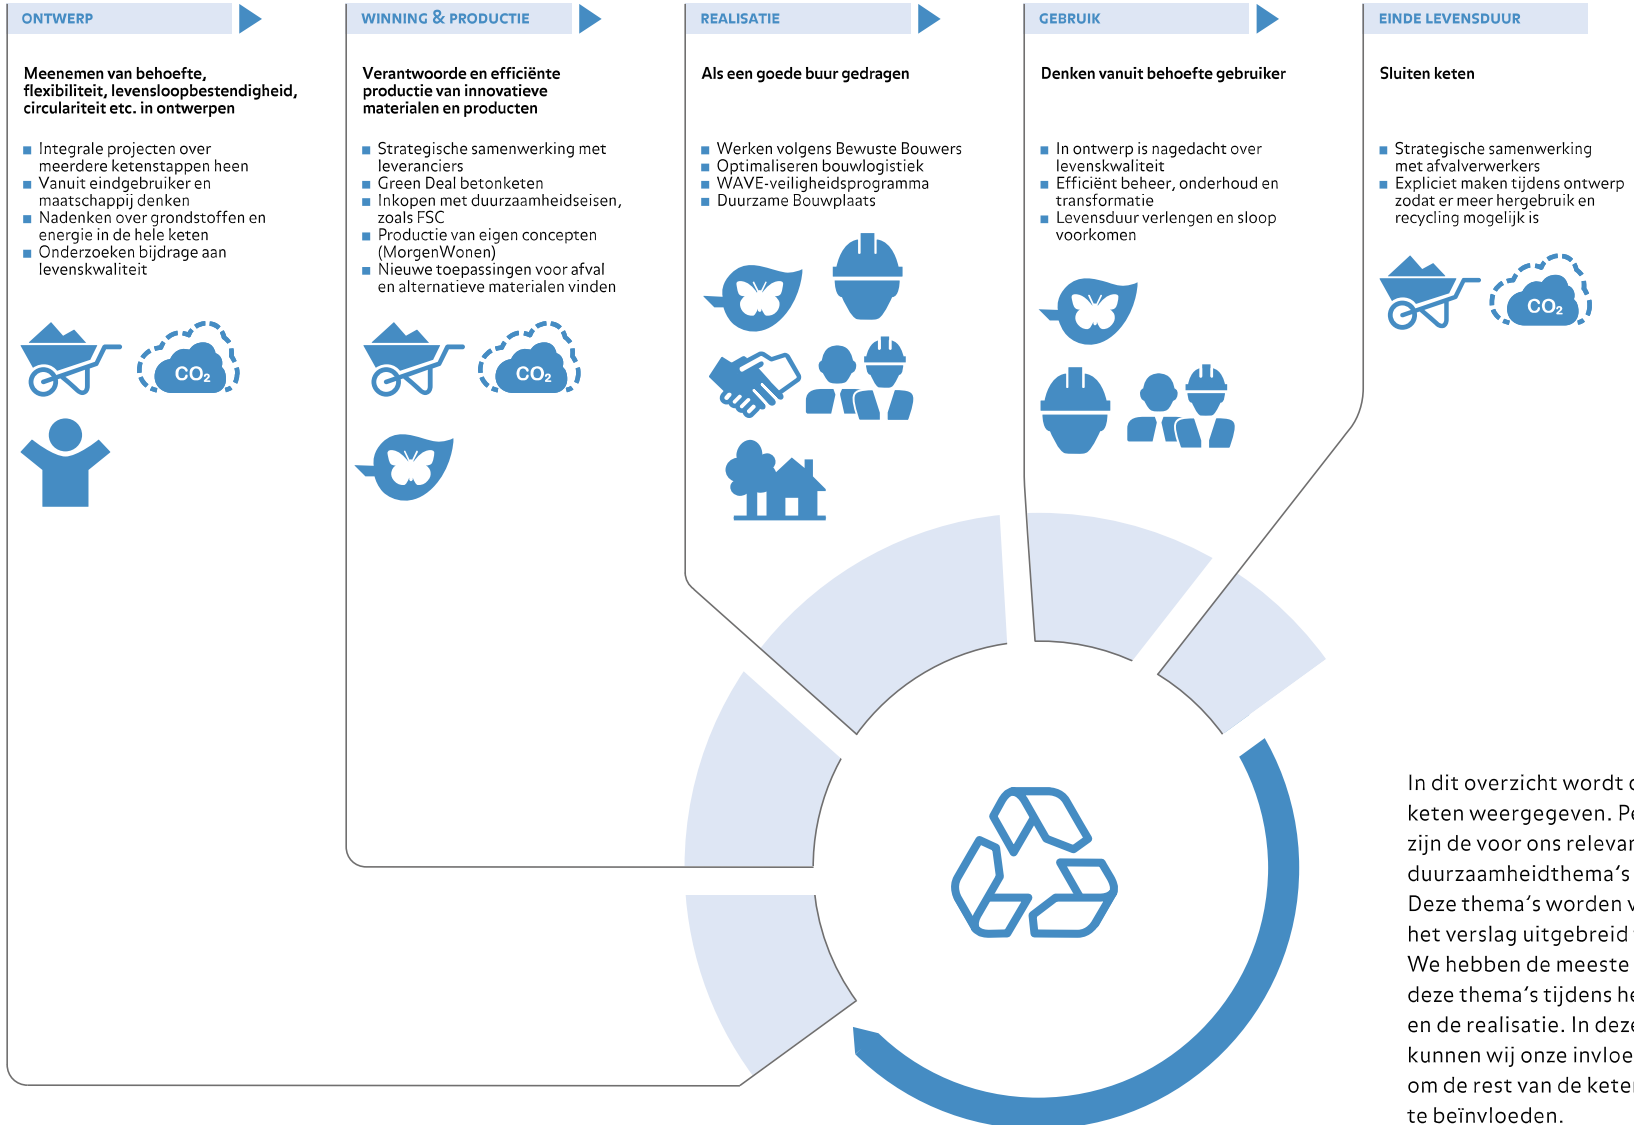 ONTWERP
Meenemen van behoefte,
flexibiliteit, levensloopbestendigheid,
circulariteit etc. in ontwerpen
Integrale projecten over
meerdere ketenstappen heen
Vanuit eindgebruiker en
maatschappij denken
Nadenken over grondstoffen en
energie in de hele keten
Onderzoeken bijdrage aan
levenskwaliteit
CO₂
WINNING & PRODUCTIE
Verantwoorde en efficiënte
productie van innovatieve
materialen en producten
Strategische samenwerking met
leveranciers
Green Deal betonketen
Inkopen met duurzaamheidseisen,
zoals FSC
Productie van eigen concepten
(MorgenWonen)
Nieuwe toepassingen voor afval
en alternatieve materialen vinden
CO₂
REALISATIE
Als een goede buur gedragen
Werken volgens Bewuste Bouwers
Optimaliseren bouwlogistiek
WAVE-veiligheidsprogramma
Duurzame Bouwplaats
GEBRUIK
Denken vanuit behoefte gebruiker
In ontwerp is nagedacht over
levenskwaliteit
Efficiënt beheer, onderhoud en
transformatie
Levensduur verlengen en sloop
voorkomen
EINDE LEVENSDUUR
Sluiten keten
Strategische samenwerking
met afvalverwerkers
Expliciet maken tijdens ontwerp
zodat er meer hergebruik en
recycling mogelijk is
CO₂
In dit overzicht wordt
keten weergegeven.
zijn de voor ons
duurzaamheidthema's
Deze thema's worden
het verslag uitgebreid
We hebben de meeste
deze thema's tijdens
en de realisatie. In
kunnen wij onze
om de rest van de
te beïnvloeden.